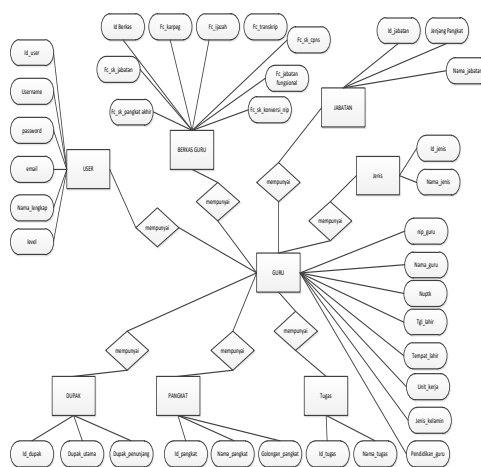 Id Berkas
Fc_karpeg
Fc_ijazah
Fc_transkrip
Fc_sk_cpns
Id_jabatan
Jenjang Pangkat
Nama_jabatan
Id_user
Fc_sk_jabatan
Fc_jabatan
fungsional
Username
Fc_sk_pangkat akhir
Fc_sk_konversi_nip
JABATAN
password
BERKAS GURU
Id_jenis
email
USER
Jenis
Nama_jenis
mempunyai
Nama_lengkap
mempunyai
mempunyai
mempunyai
level
nip_guru
GURU
Nama_guru
Nuptk
mempunyai
Tgl_lahir
mempunyai
mempunyai
Tempat_lahir
Unit_kerja
DUPAK
PANGKAT
Tugas
Jenis_kelamin
Id_dupak
Dupak_utama
Dupak_penunjang
Id_pangkat
Nama_pangkat
Golongan_pangkat
Id_tugas
Nama_tugas
Pendidikan_guru